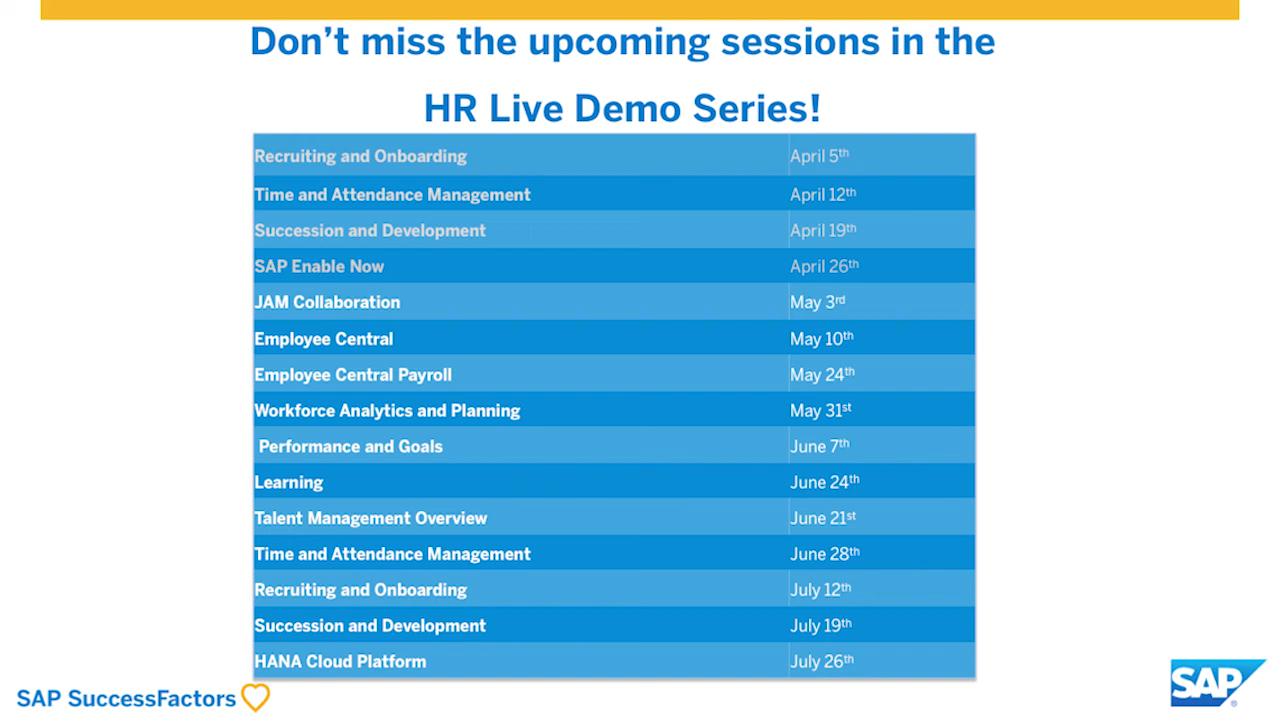 Don’t miss the upcoming sessions in the
HR Live Demo Series!
Recruiting and Onboarding April 5th
Time and Attendance Management April 12th
Succession and Development April 19th
SAP Enable Now April 26th
JAM Collaboration May 3rd
Employee Central May 10th
Employee Central Payroll May 24th
Workforce Analytics and Planning May 31st
Performance and Goals June 7th
Learning June 24th
Talent Management Overview June 21st
Time and Attendance Management June 28th
Recruiting and Onboarding July 12th
Succession and Development July 19th
HANA Cloud Platform July 26th
SAP SuccessFactors
SAP®